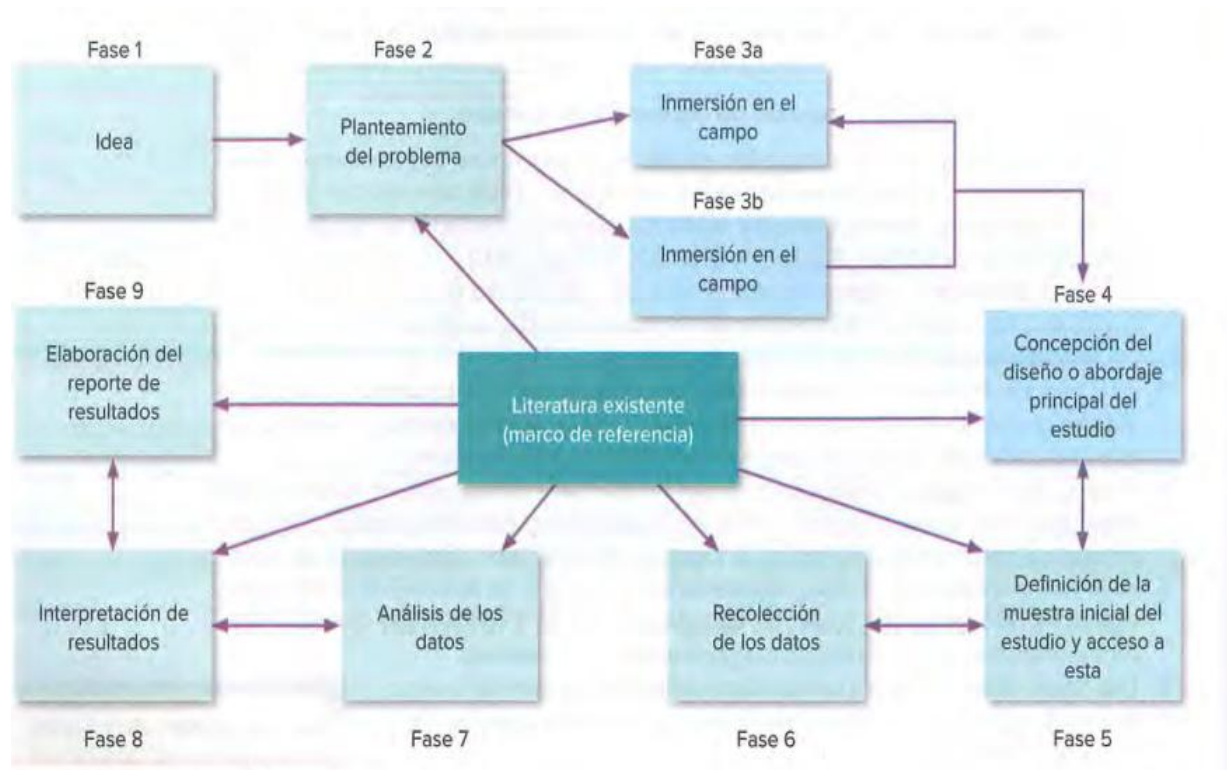 Fase 1
Idea
Fase 2
Planteamiento
del problema
Fase 3a
Inmersión en el
campo
Fase 3b
Inmersión en el
campo
Fase 4
Concepción del
diseño o abordaje
principal del
estudio
Fase 9
Elaboración del
reporte de
resultados
Literatura existente
(marco de referencia)
Interpretación de
resultados
Fase 8
Análisis de los
datos
Fase 7
Recolección
de los datos
Fase 6
Definición de la
muestra inicial del
estudio y acceso a
esta
Fase 5